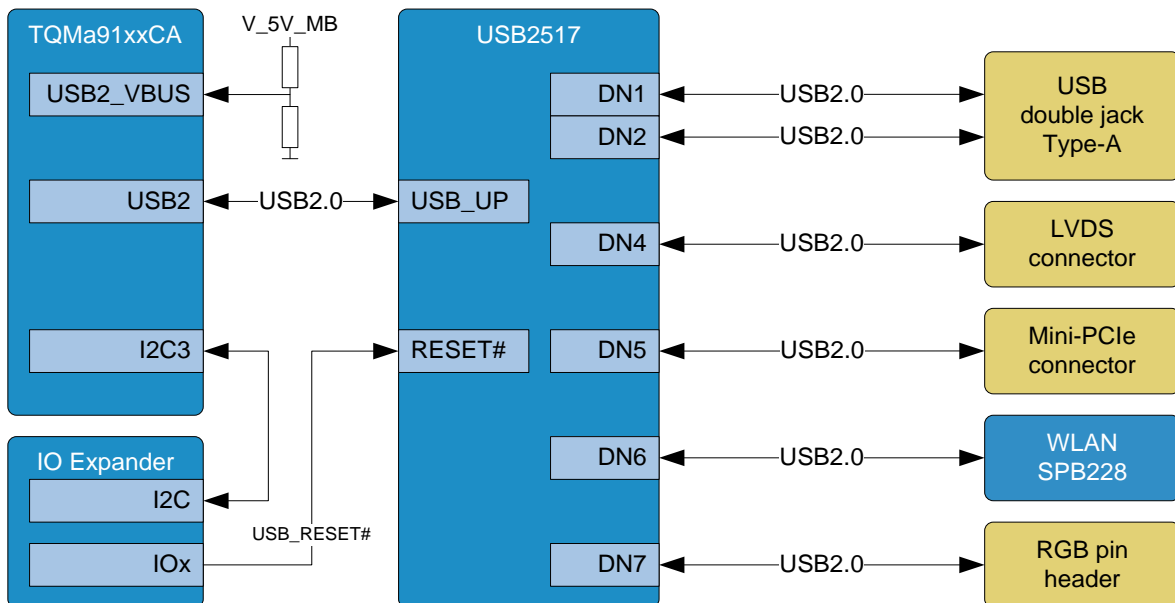 TQMa91xxCA
USB2_VBUS
USB2
I2C3
IO Expander
I2C
IOx
V_5V_MB
USB2.0
USB_RESET#
USB2517
USB_UP
RESET#
DN1
DN2
DN4
DN5
DN6
DN7
USB2.0
USB2.0
USB2.0
USB2.0
USB2.0
USB2.0
USB
double jack
Type-A
LVDS
connector
Mini-PCIe
connector
WLAN
SPB228
RGB pin
header